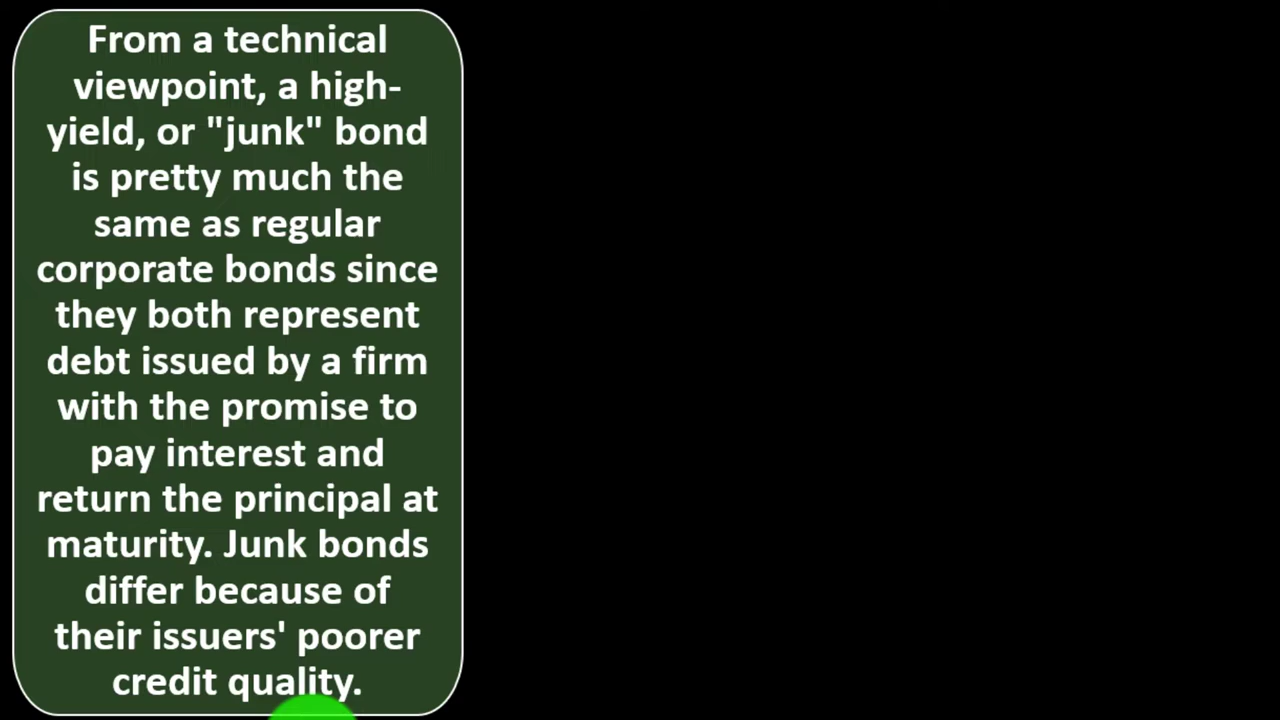 From a technical
viewpoint, a high-
yield, or "junk" bond
is pretty much the
same as regular
corporate bonds since
they both represent
debt issued by a firm
with the promise to
pay interest and
return the principal at
maturity. Junk bonds
differ because of
their issuers' poorer
credit quality.